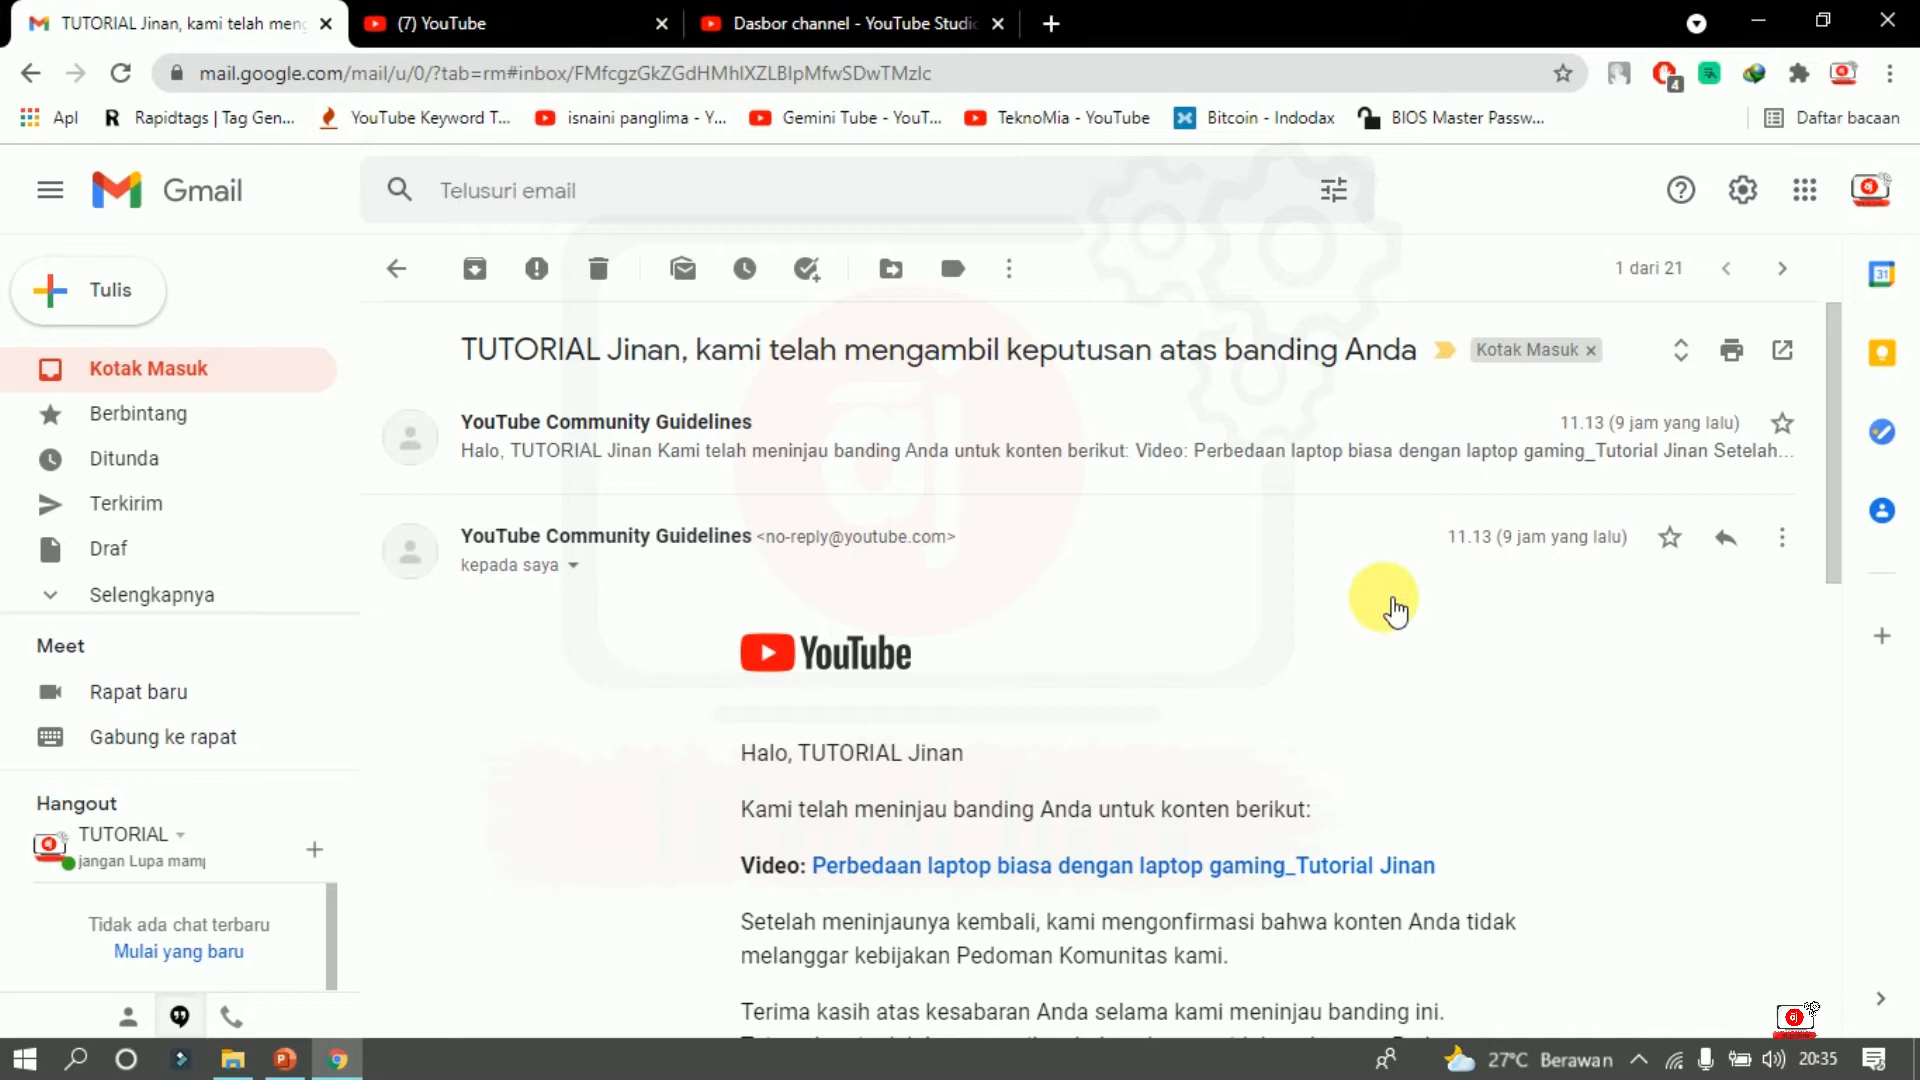 TUTORIAL Jinan, kami telah meng
(7) YouTube
Dasbor channel - YouTube Studio
mail.google.com/mail/u/0/?tab=rm#inbox/FMfcgzGkZGdHMhlXZLBlpMfwSDwTMzlc
4
Apl
Rapidtags | Tag Gen...
YouTube Keyword T...
isnaini panglima - Y...
Gemini Tube - YouT...
TeknoMia - YouTube
Bitcoin - Indodax
BIOS Master Passw...
Daftar bacaan
Gmail
Telusuri email
Tulis
1 dari 21
31
Kotak Masuk
Berbintang
Ditunda
Terkirim
Draf
Selengkapnya
TUTORIAL Jinan, kami telah mengambil keputusan atas banding Anda
Kotak Masuk
YouTube Community Guidelines
11.13 (9 jam yang lalu)
Halo, TUTORIAL Jinan Kami telah meninjau banding Anda untuk konten berikut: Video: Perbedaan laptop biasa dengan laptop gaming_Tutorial Jinan Setelah...
YouTube Community Guidelines <no-reply@youtube.com>
11.13 (9 jam yang lalu)
kepada saya
YouTube
Halo, TUTORIAL Jinan
Kami telah meninjau banding Anda untuk konten berikut:
Video: Perbedaan laptop biasa dengan laptop gaming_Tutorial Jinan
Setelah meninjaunya kembali, kami mengonfirmasi bahwa konten Anda tidak
melanggar kebijakan Pedoman Komunitas kami.
Terima kasih atas kesabaran Anda selama kami meninjau banding ini.
Meet
Rapat baru
Gabung ke rapat
Hangout
TUTORIAL
jangan Lupa mamp
Tidak ada chat terbaru
Mulai yang baru
27°C Berawan
20:35